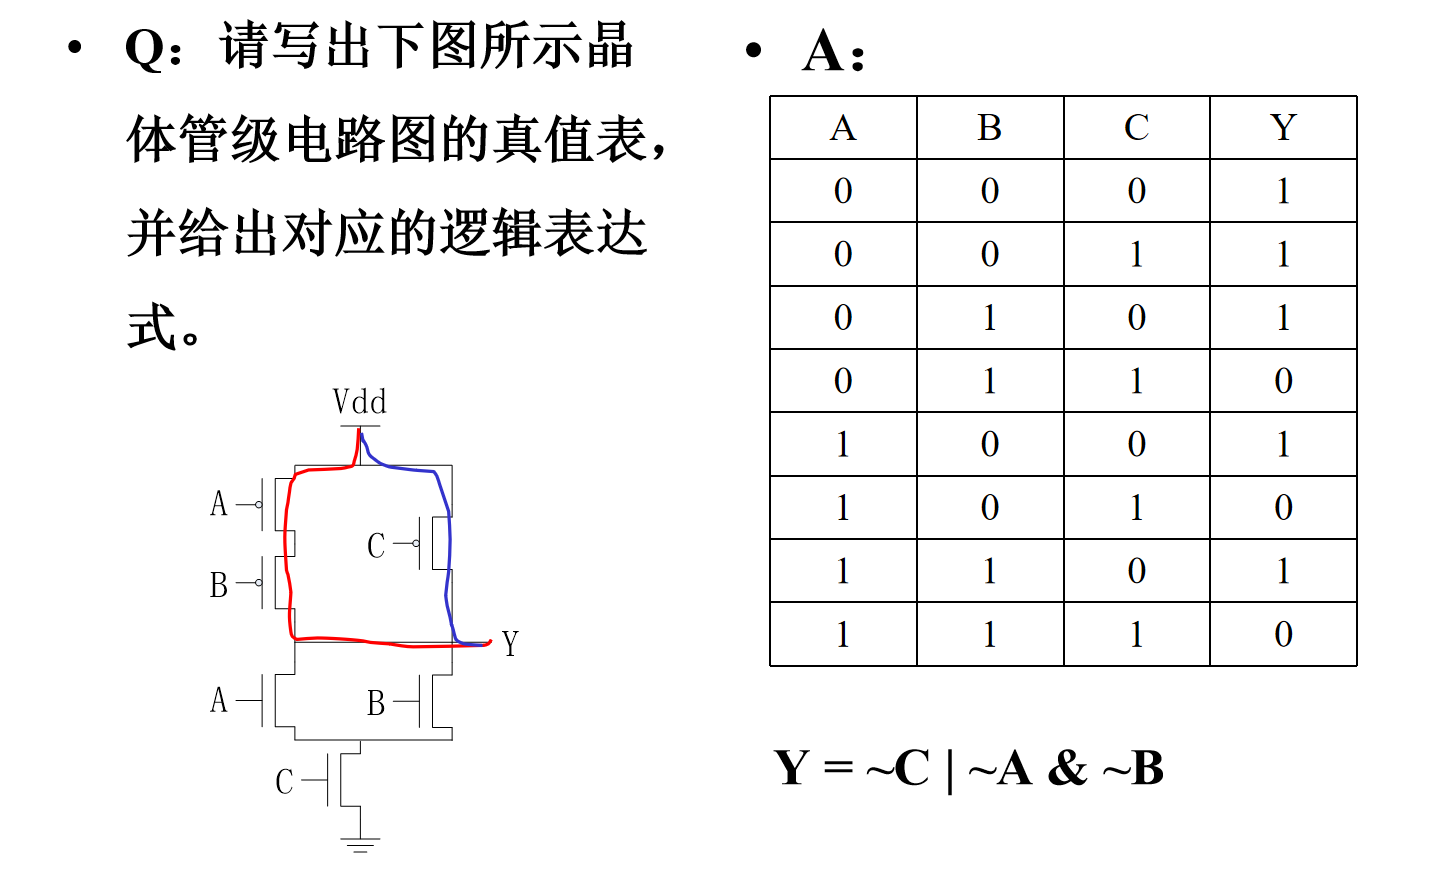 • Q：请写出下图所示晶
体管级电路图的真值表，
并给出对应的逻辑表达
式。
Vdd
A
C
B
Y
A
B
C
• A：
A B C Y
0 0 0 1
0 0 1 1
0 1 0 1
0 1 1 0
1 0 0 1
1 0 1 0
1 1 0 1
1 1 1 0
Y = ~C | ~A & ~B